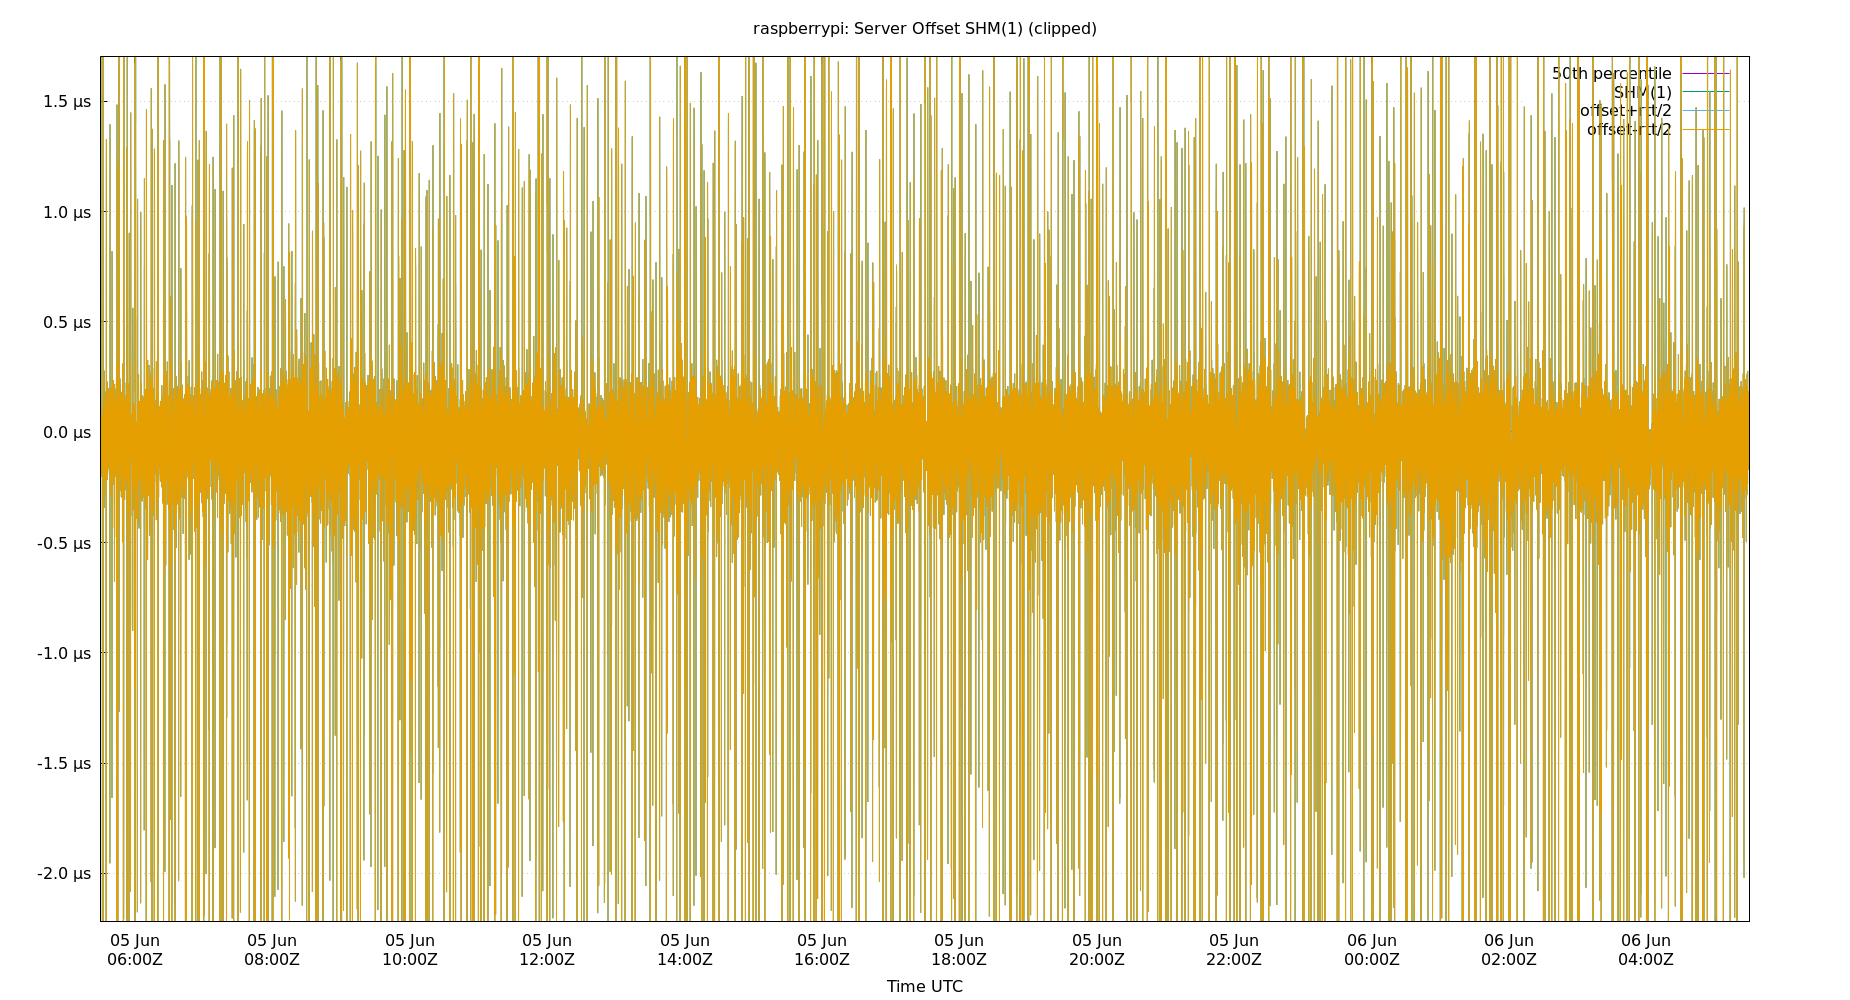 raspberrypi: Server Offset SHM(1) (clipped)
50th percentile
SHM(1)
offset+rtt/2
offset-rtt/2
1.5 µs
1.0 µs
0.5 µs
0.0 µs
-0.5 µs
-1.0 µs
-1.5 µs
-2.0 µs
05 Jun 05 Jun 05 Jun 05 Jun 05 Jun 05 Jun 05 Jun 05 Jun 05 Jun 06 Jun 06 Jun 06 Jun
06:00Z 08:00Z 10:00Z 12:00Z 14:00Z 16:00Z 18:00Z 20:00Z 22:00Z 00:00Z 02:00Z 04:00Z
Time UTC